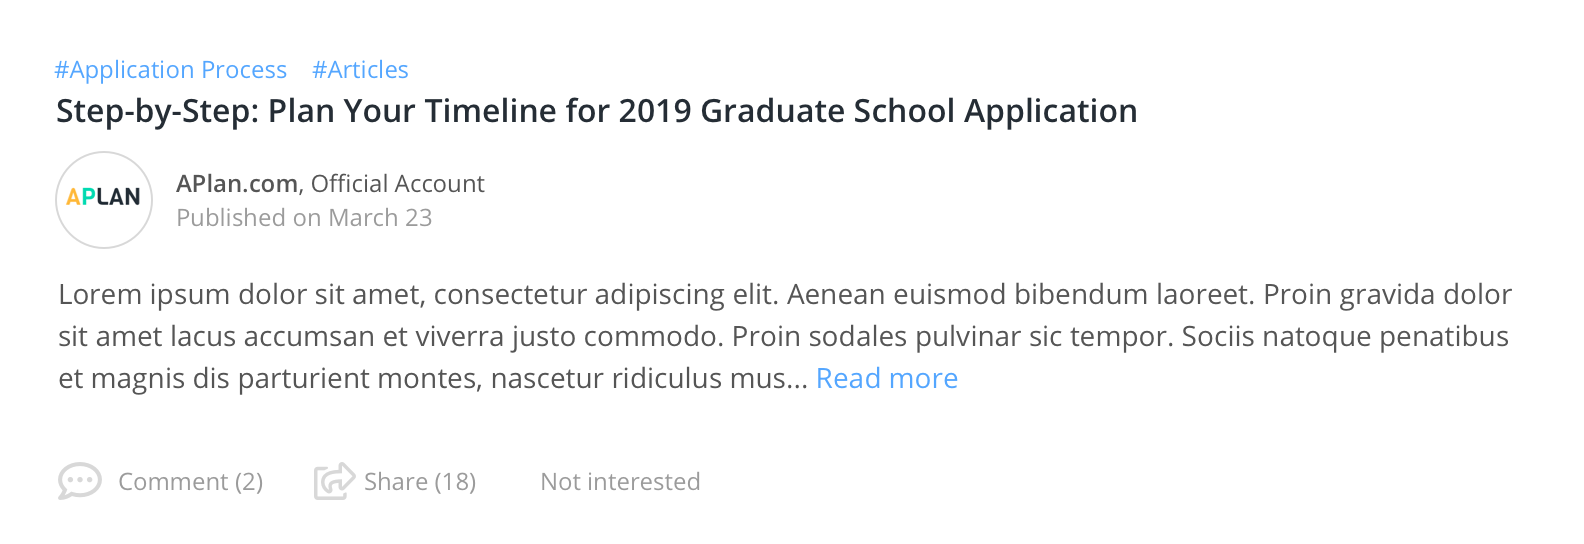 #Application Process #Articles
Step-by-Step: Plan Your Timeline for 2019 Graduate School Application
APLAN
APlan.com, Official Account
Published on March 23
Lorem ipsum dolor sit amet, consectetur adipiscing elit. Aenean euismod bibendum laoreet. Proin gravida dolor
sit amet lacus accumsan et viverra justo commodo. Proin sodales pulvinar sic tempor. Sociis natoque penatibus
et magnis dis parturient montes, nascetur ridiculus mus... Read more
Comment (2) Share (18) Not interested